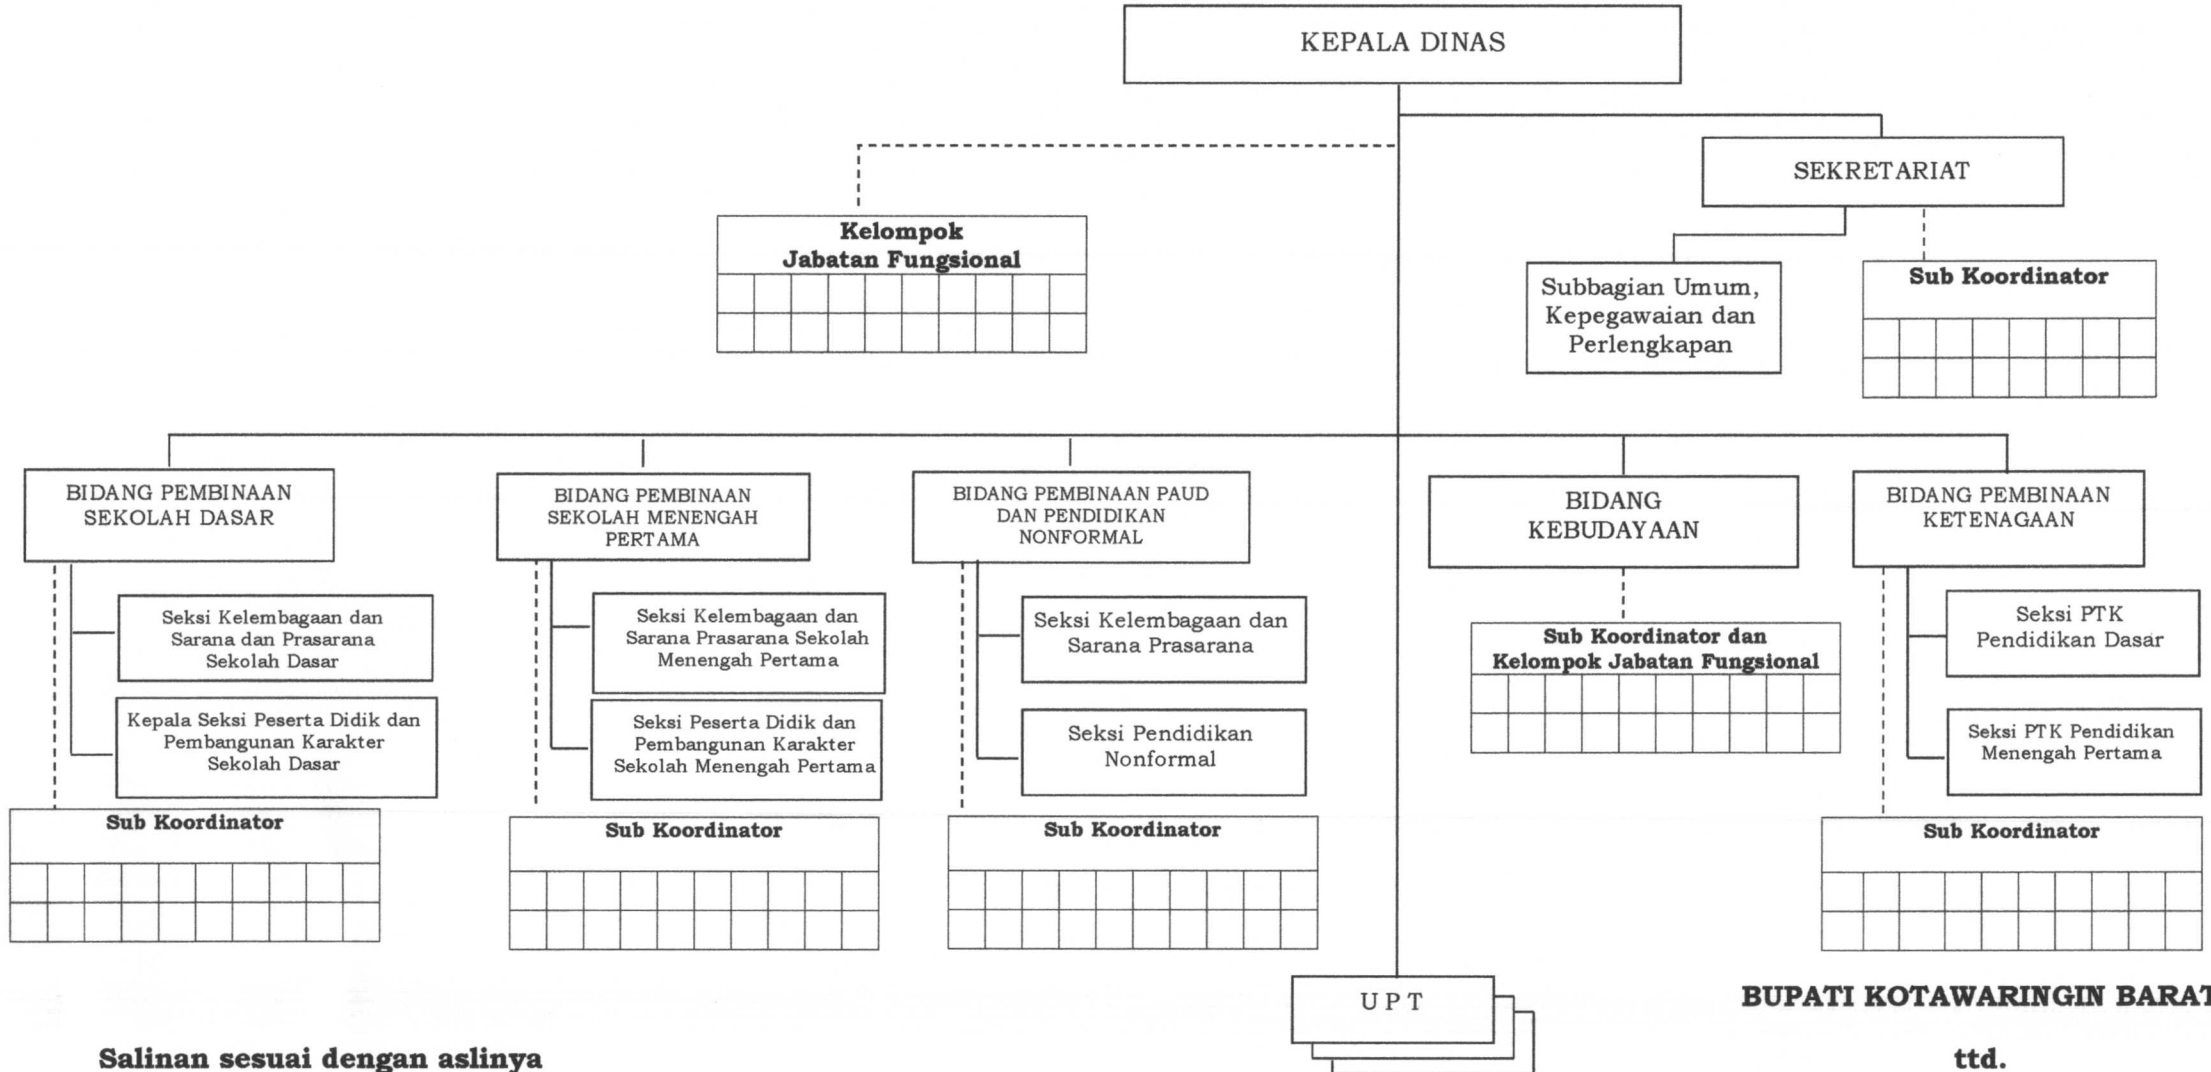 KEPALA DINAS
SEKRETARIAT
Kelompok
Jabatan Fungsional
Subbagian Umum,
Kepegawaian dan
Perlengkapan
Sub Koordinator
BIDANG PEMBINAAN
SEKOLAH DASAR
BIDANG PEMBINAAN
SEKOLAH MENENGAH
PERTAMA
BIDANG PEMBINAAN PAUD
DAN PENDIDIKAN
NONFORMAL
BIDANG
KEBUDAYAAN
BIDANG PEMBINAAN
KETENAGAAN
Seksi Kelembagaan dan
Sarana dan Prasarana
Sekolah Dasar
Seksi Kelembagaan dan
Sarana Prasarana Sekolah
Menengah Pertama
Seksi Kelembagaan dan
Sarana Prasarana
Sub Koordinator dan
Kelompok Jabatan Fungsional
Seksi PTK
Pendidikan Dasar
Kepala Seksi Peserta Didik dan
Pembangunan Karakter
Sekolah Dasar
Seksi Peserta Didik dan
Pembangunan Karakter
Sekolah Menengah Pertama
Seksi Pendidikan
Nonformal
Seksi PTK Pendidikan
Menengah Pertama
Sub Koordinator
Sub Koordinator
Sub Koordinator
Sub Koordinator
U P T
BUPATI KOTAWARINGIN BARAT
Salinan sesuai dengan aslinya
ttd.